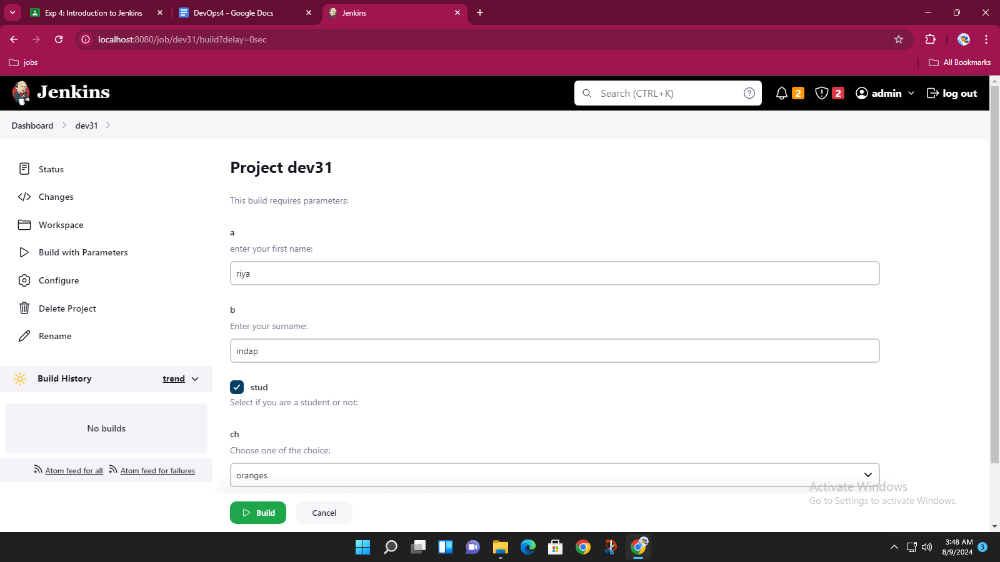 Exp 4: Introduction to Jenkins
DevOps4 - Google Docs
Jenkins
localhost:8080/job/dev31/build?delay=0sec
jobs
All Bookmarks
Jenkins
Search (CTRL+K)
2
2
admin
log out
Dashboard
dev31
Status
Changes
Workspace
Build with Parameters
Configure
Delete Project
Rename
Build History
trend
No builds
Atom feed for all
Atom feed for failures
Project dev31
This build requires parameters:
a
enter your first name:
riya
b
Enter your surname:
indap
stud
Select if you are a student or not:
ch
Choose one of the choice:
oranges
Build
Cancel
Activate Windows
Go to Settings to activate Windows.
3:48 AM
8/9/2024
3